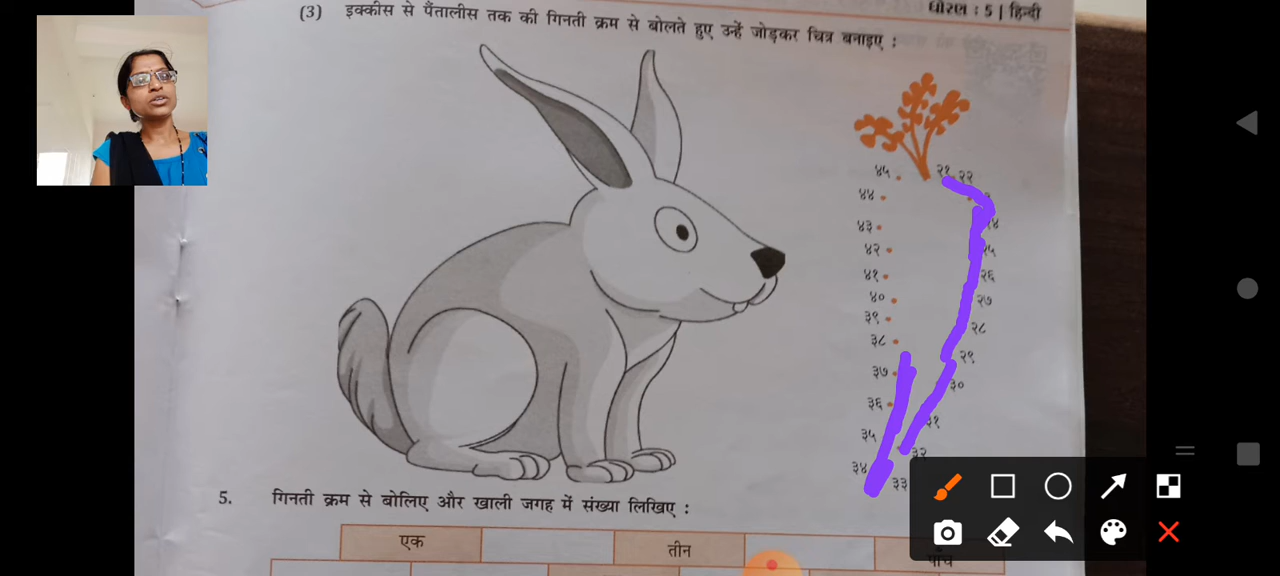 धोरण : 5 | हिन्दी
(3) इक्कीस से पैंतालीस तक की गिनती क्रम से बोलते हुए उन्हें जोड़कर चित्र बनाइए :
४५ २१ २२
४४
४३ २४
४२ २५
४१ २६
४० २७
३९ २८
३८ २९
३७ ३०
३६ ३१
३५ ३२
३४ ३३
5. गिनती क्रम से बोलिए और खाली जगह में संख्या लिखिए :
एक तीन पाँच